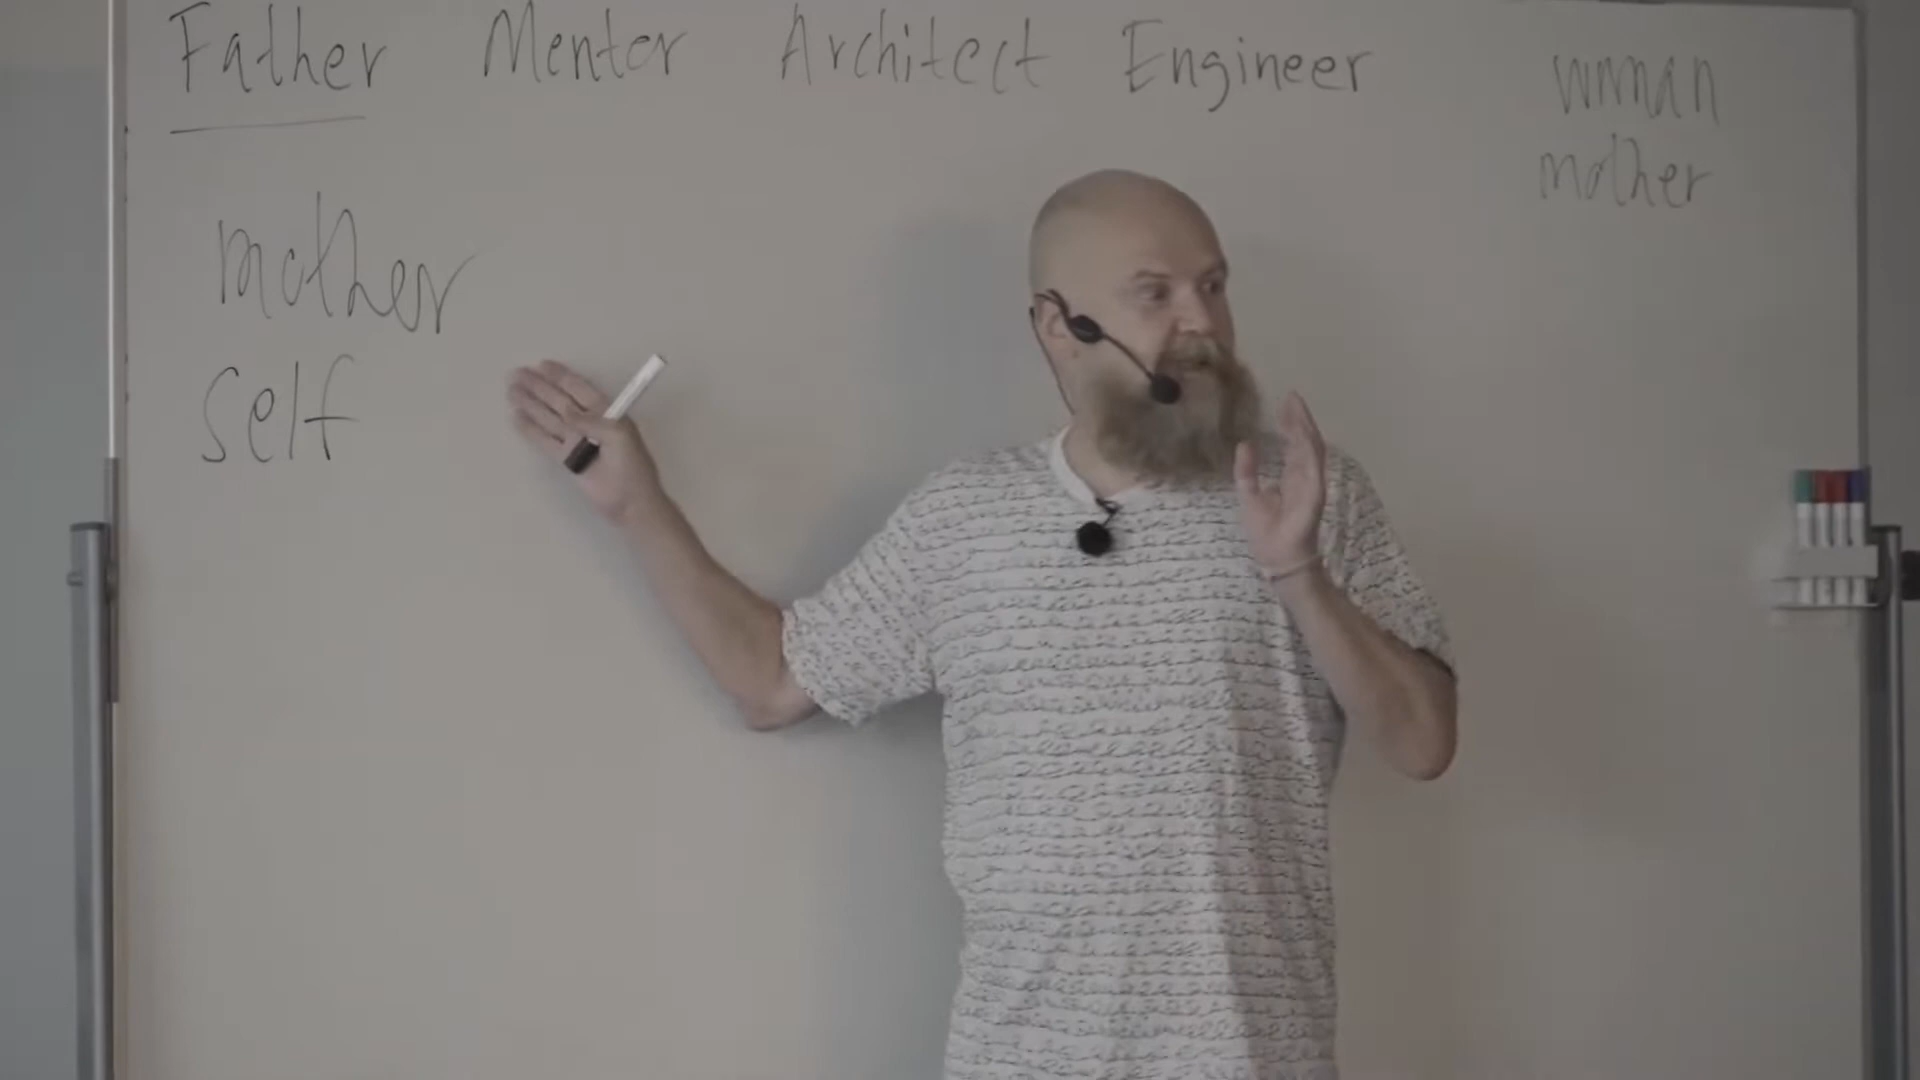 Father Mentor Architect Engineer
woman
mother
mother
self